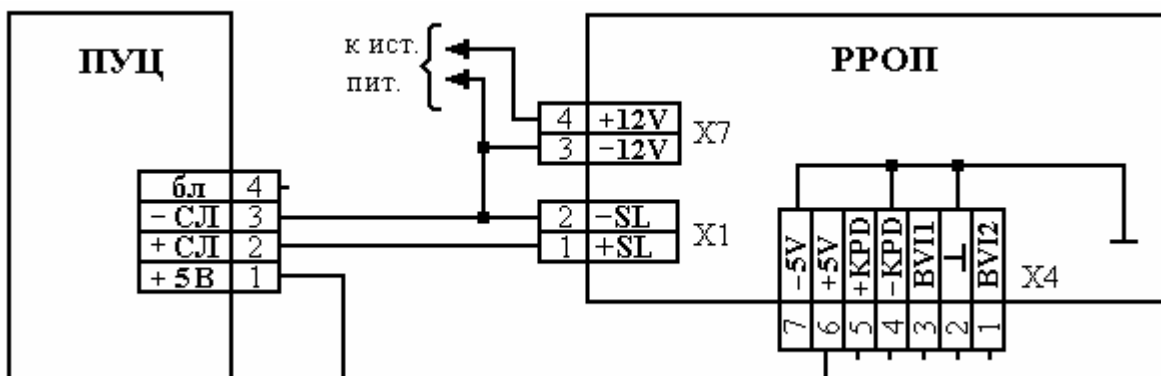 ПУЦ
бл 4
– СЛ 3
+ СЛ 2
+ 5 В 1
к ист.
пит.
РРОП
4 +12V
3 –12V
X7
2 –SL
1 +SL
X1
–5V
+5V
+KPD
–KPD
BVI1
⊥
BVI2
X4
7
6
5
4
3
2
1